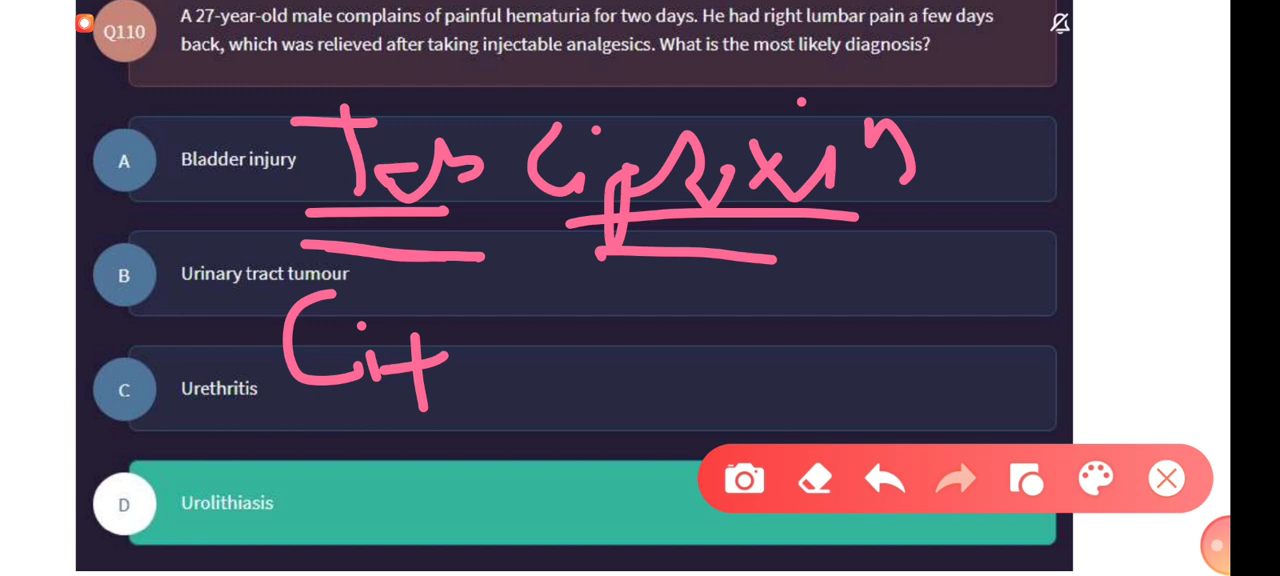 Q110
A 27-year-old male complains of painful hematuria for two days. He had right lumbar pain a few days
back, which was relieved after taking injectable analgesics. What is the most likely diagnosis?
A Bladder injury
B Urinary tract tumour
C Urethritis
D Urolithiasis